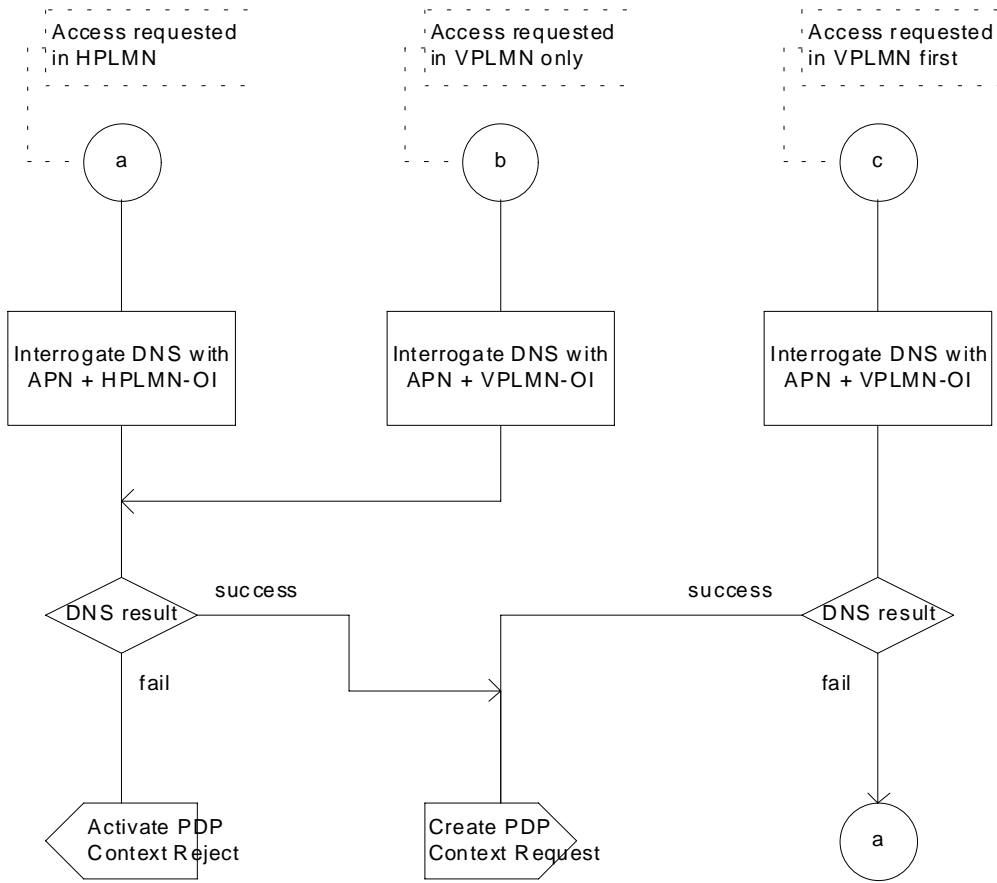 Access requested
in HPLMN
Access requested
in VPLMN only
Access requested
in VPLMN first
a
b
c
Interrogate DNS with
APN + HPLMN-OI
Interrogate DNS with
APN + VPLMN-OI
Interrogate DNS with
APN + VPLMN-OI
DNS result
success
success
DNS result
fail
fail
Activate PDP
Context Reject
Create PDP
Context Request
a